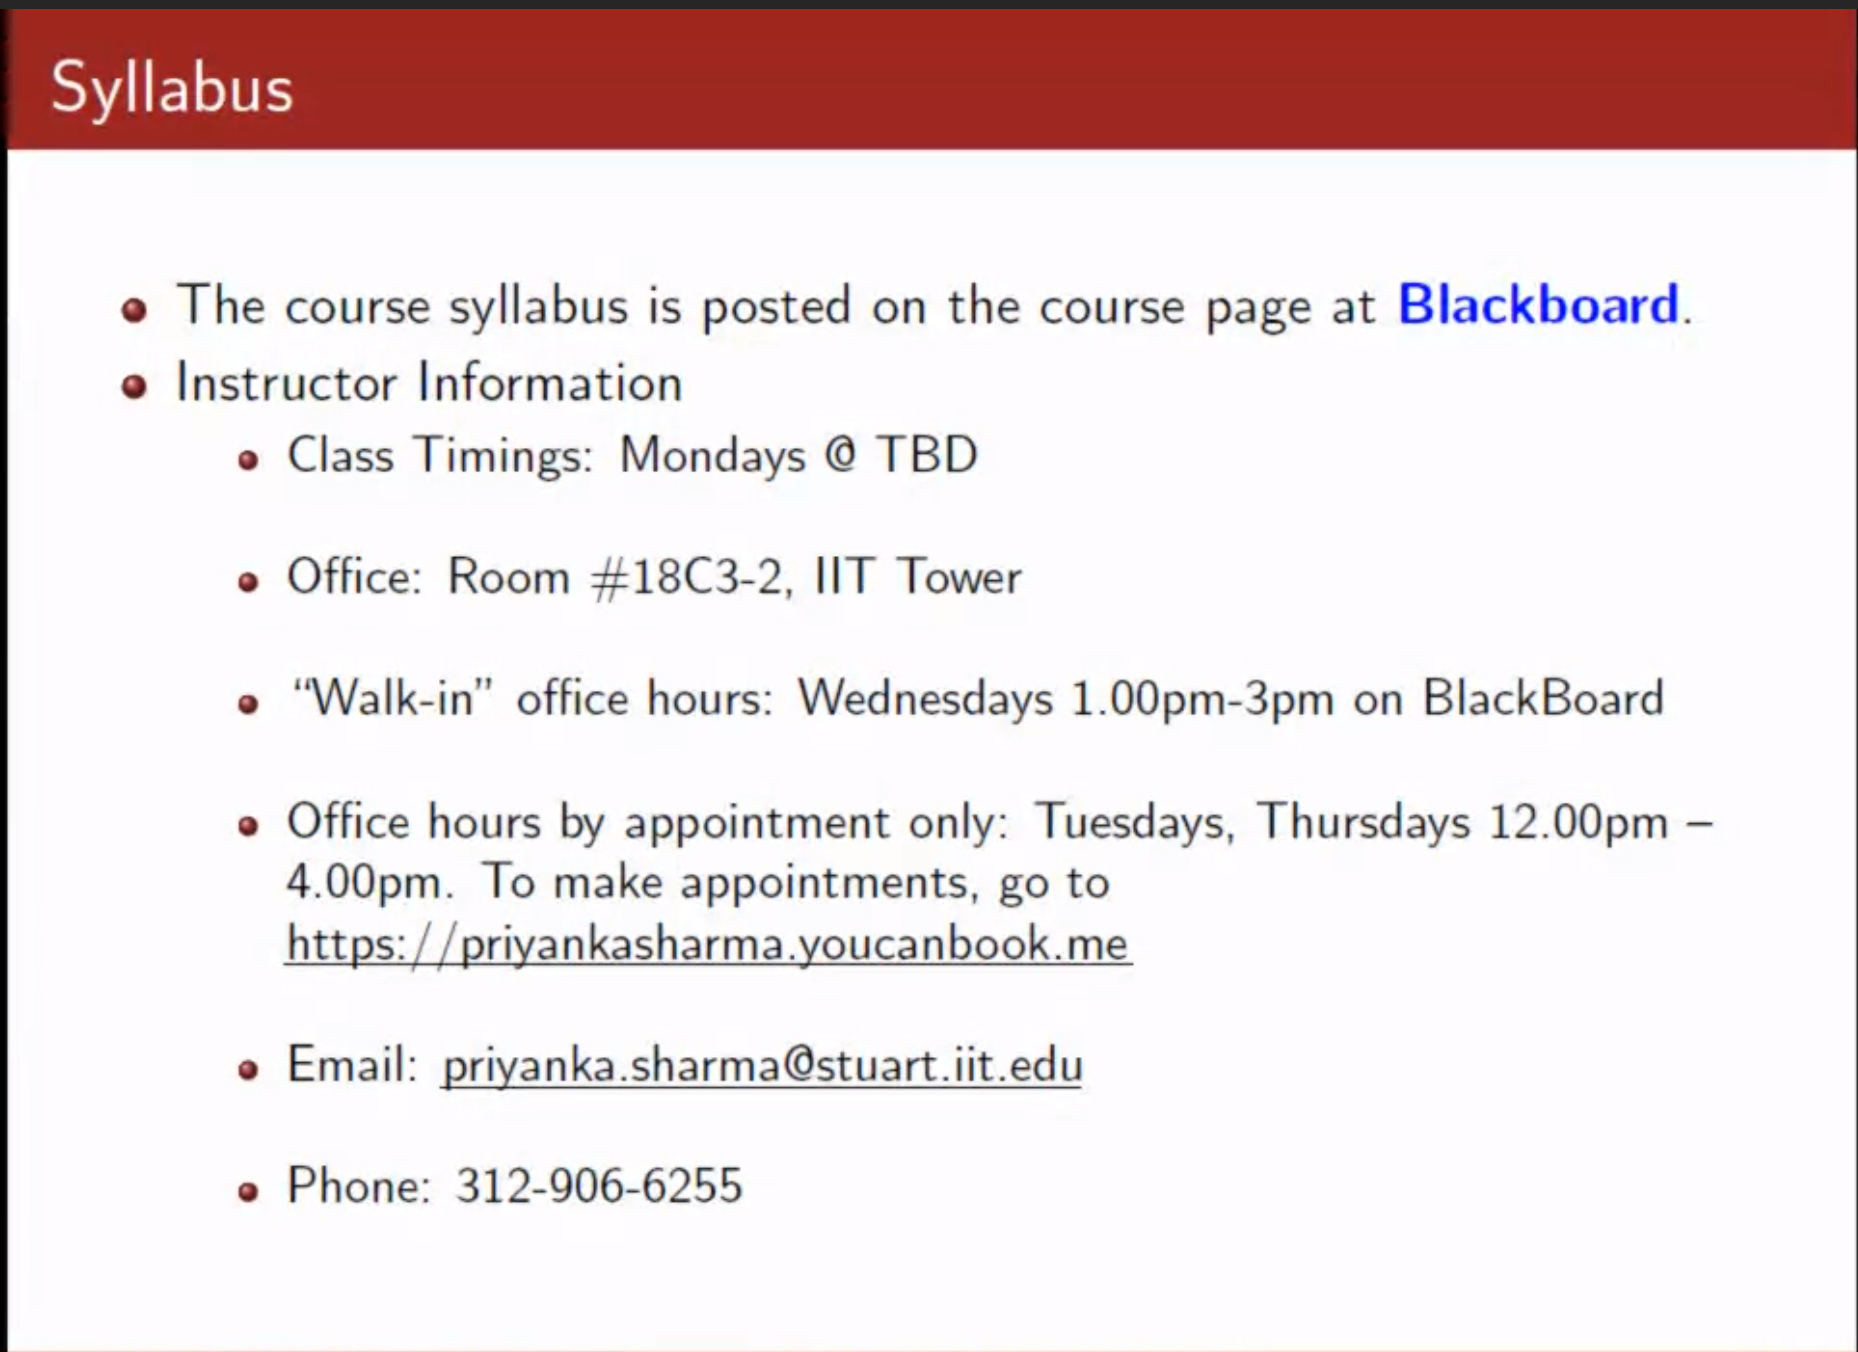 Syllabus
The course syllabus is posted on the course page at Blackboard.
Instructor Information
Class Timings: Mondays @ TBD
Office: Room #18C3-2, IIT Tower
“Walk-in” office hours: Wednesdays 1.00pm-3pm on BlackBoard
Office hours by appointment only: Tuesdays, Thursdays 12.00pm –
4.00pm. To make appointments, go to
https://priyankasharma.youcanbook.me
Email: priyanka.sharma@stuart.iit.edu
Phone: 312-906-6255